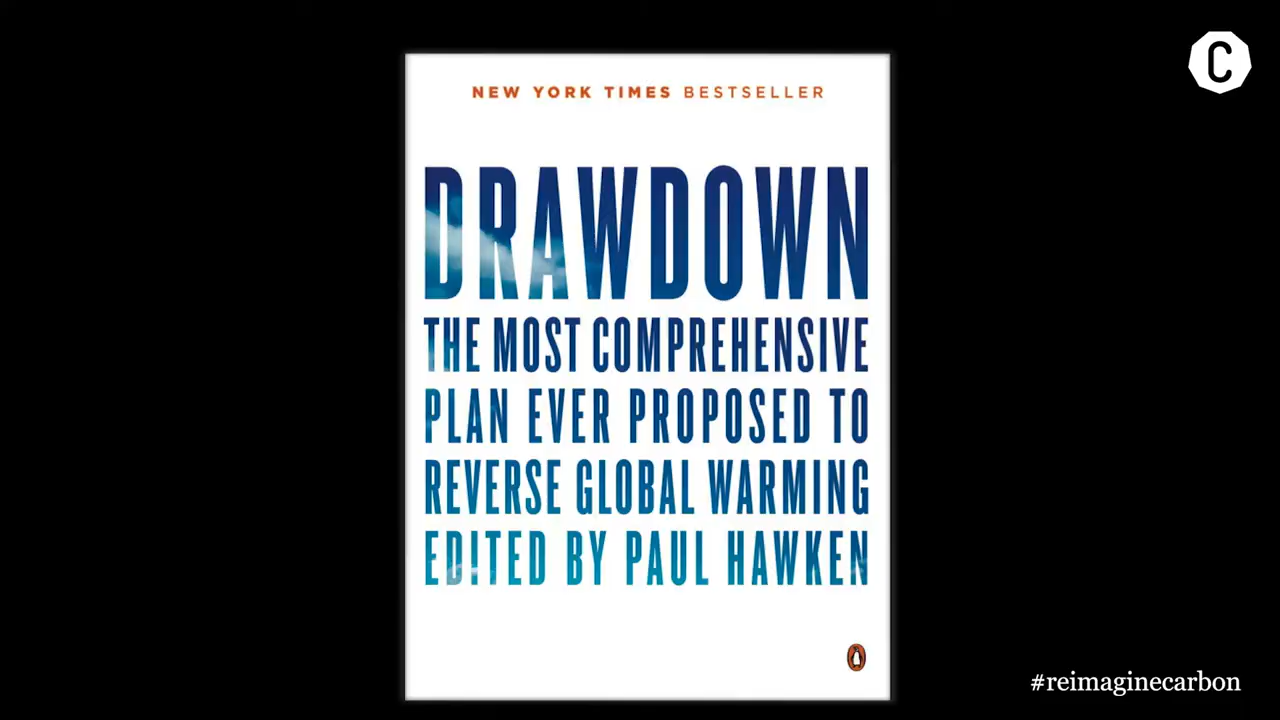 C
NEW YORK TIMES BESTSELLER
DRAWDOWN
THE MOST COMPREHENSIVE
PLAN EVER PROPOSED TO
REVERSE GLOBAL WARMING
EDITED BY PAUL HAWKEN
#reimaginecarbon